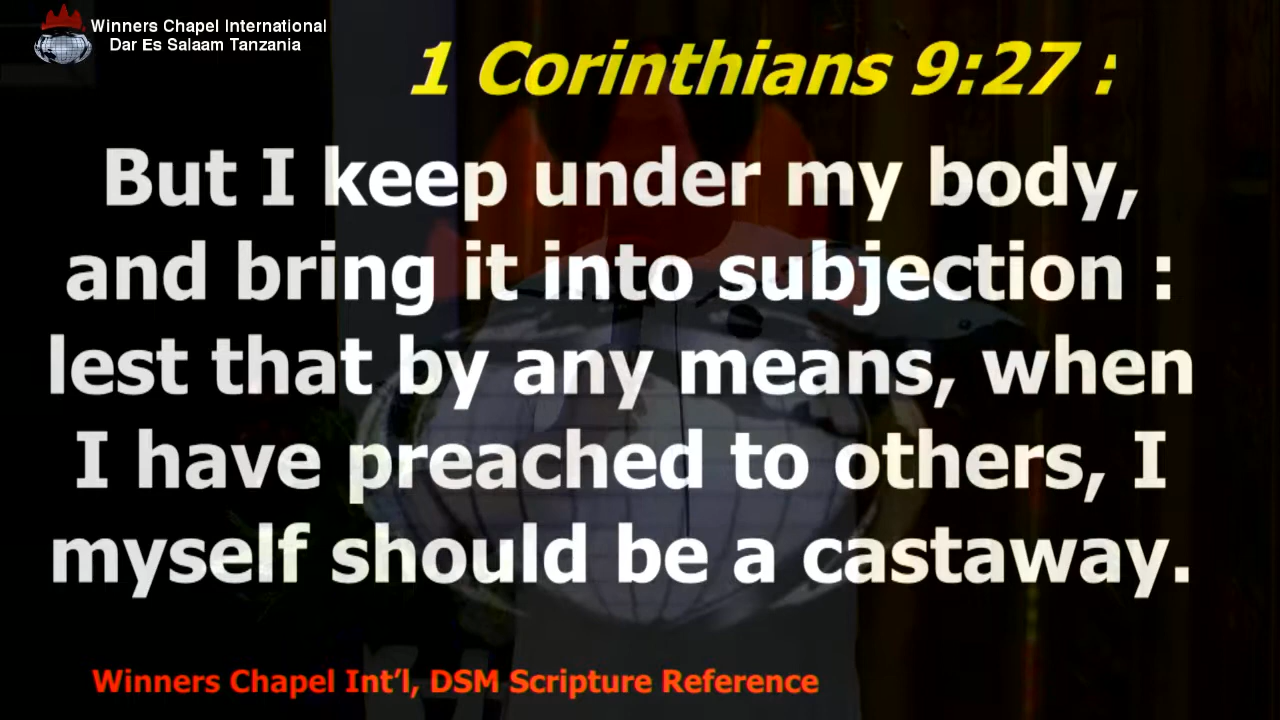 Winners Chapel International
Dar Es Salaam Tanzania
1 Corinthians 9:27 :
But I keep under my body,
and bring it into subjection :
lest that by any means, when
I have preached to others, I
myself should be a castaway.
Winners Chapel Int'l, DSM Scripture Reference